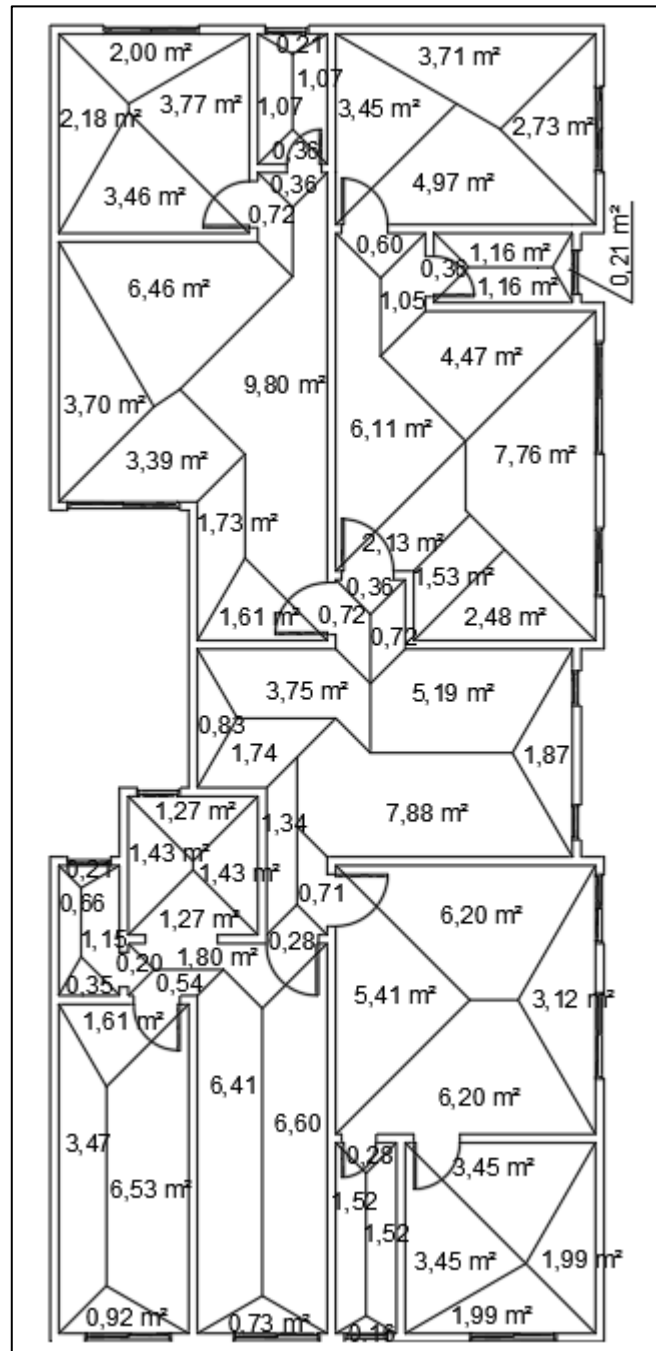 2,00 m²
0,21
1,07
3,71 m²
2,18 m²
3,77 m²
1,07
3,45 m²
2,73 m²
0,36
3,46 m²
0,36
4,97 m²
0,72
0,60
1,16 m²
0,21 m²
0,36
1,16 m²
6,46 m²
1,05
4,47 m²
9,80 m²
3,70 m²
6,11 m²
7,76 m²
3,39 m²
1,73 m²
2,13 m²
0,36
1,53 m²
1,61 m²
0,72
2,48 m²
0,72
3,75 m²
5,19 m²
0,83
1,74
1,87
1,27 m²
1,34
7,88 m²
1,43 m²
1,43 m²
0,21
0,66
0,71
6,20 m²
1,27 m²
1,15
0,28
1,80 m²
0,20
0,35
0,54
5,41 m²
3,12 m²
1,61 m²
6,41
6,20 m²
6,60
3,47
0,28
3,45 m²
6,53 m²
1,52
1,52
3,45 m²
1,99 m²
0,92 m²
0,73 m²
0,16
1,99 m²